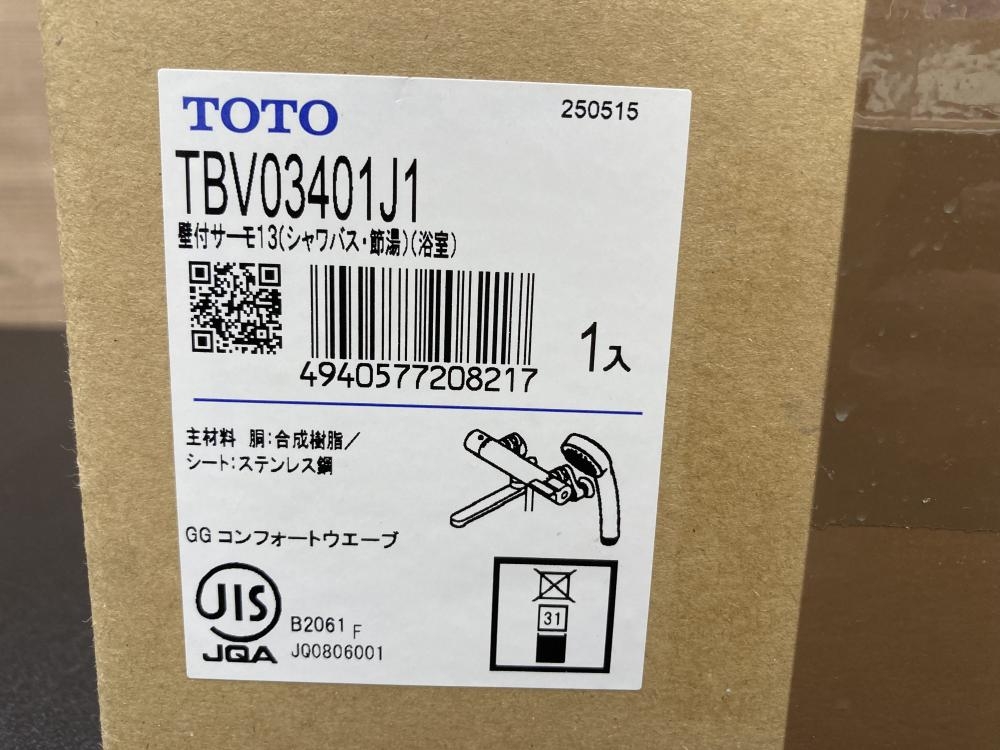 TOTO
250515
TBV03401J1
壁付サーモ13(シャワバス・節湯)(浴室)
4940577208217
1入
主材料 胴:合成樹脂/
シート:ステンレス鋼
GG コンフォートウエーブ
JIS
JQA
B2061 F
JQ0806001
31